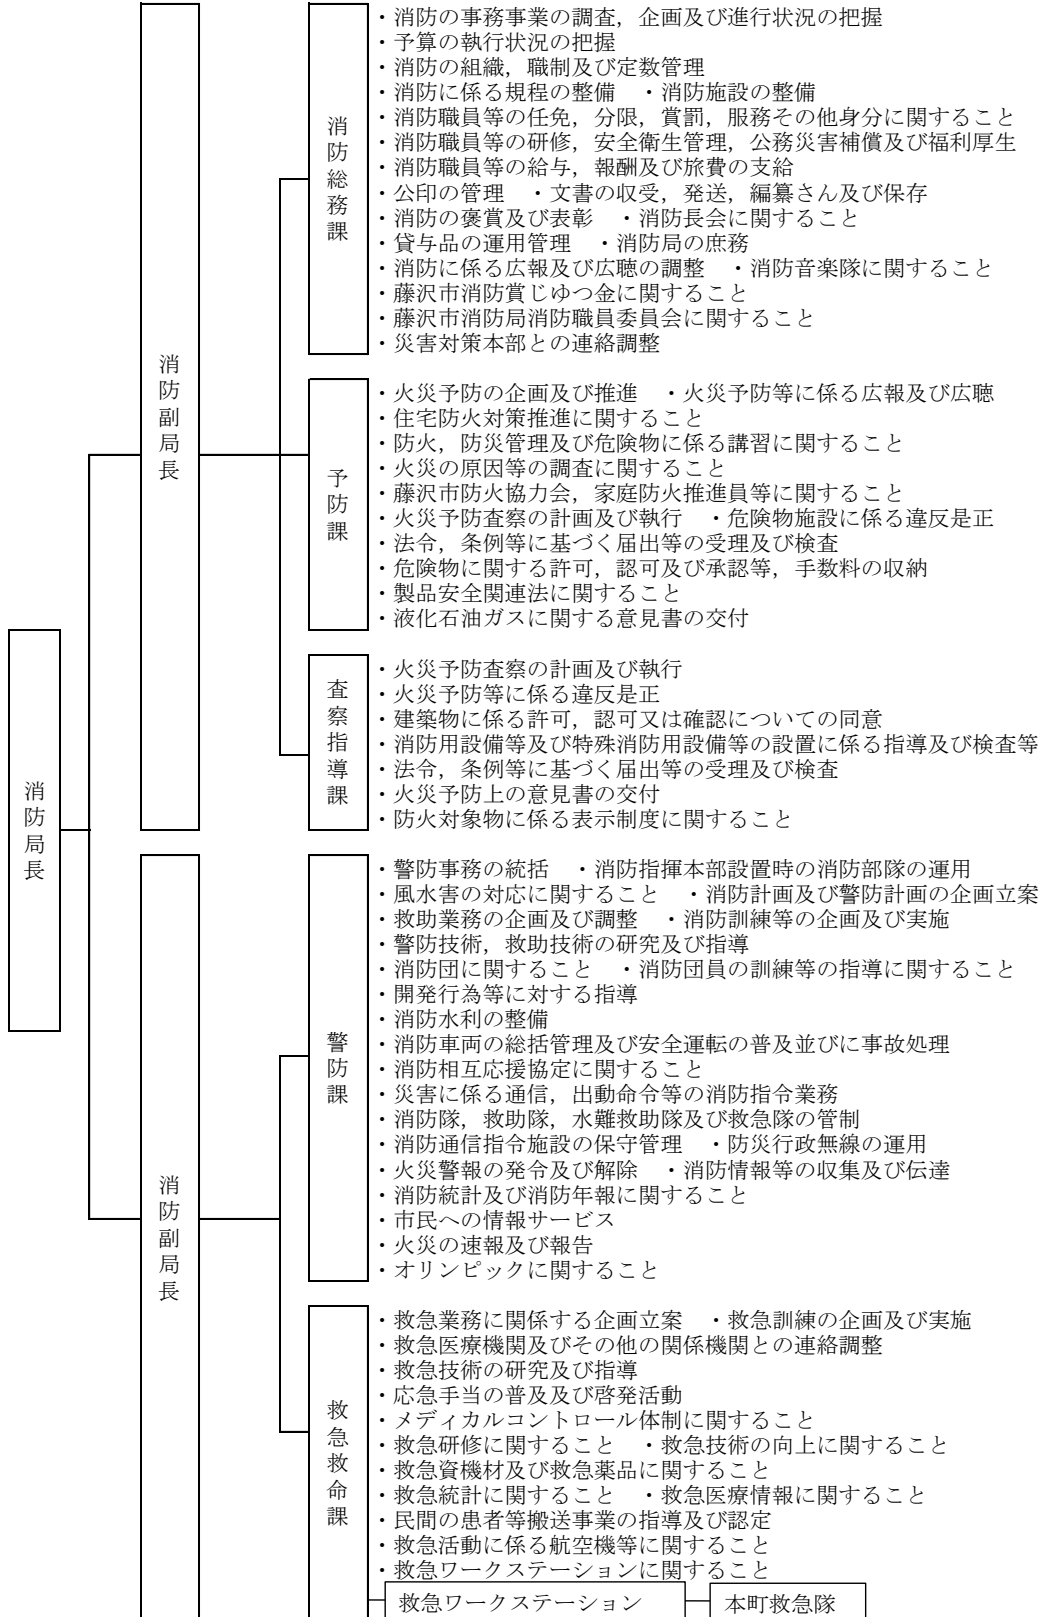 消防局長
消防副局長
消防総務課
・消防の事務事業の調査，企画及び進行状況の把握
・予算の執行状況の把握
・消防の組織，職制及び定数管理
・消防に係る規程の整備　・消防施設の整備
・消防職員等の任免，分限，賞罰，服務その他身分に関すること
・消防職員等の研修，安全衛生管理，公務災害補償及び福利厚生
・消防職員等の給与，報酬及び旅費の支給
・公印の管理　・文書の収受，発送，編纂さん及び保存
・消防の褒賞及び表彰　・消防長会に関すること
・貸与品の運用管理　・消防局の庶務
・消防に係る広報及び広聴の調整　・消防音楽隊に関すること
・藤沢市消防賞じゆつ金に関すること
・藤沢市消防局消防職員委員会に関すること
・災害対策本部との連絡調整
予防課
・火災予防の企画及び推進　・火災予防等に係る広報及び広聴
・住宅防火対策推進に関すること
・防火，防災管理及び危険物に係る講習に関すること
・火災の原因等の調査に関すること
・藤沢市防火協力会，家庭防火推進員等に関すること
・火災予防査察の計画及び執行　・危険物施設に係る違反是正
・法令，条例等に基づく届出等の受理及び検査
・危険物に関する許可，認可及び承認等，手数料の収納
・製品安全関連法に関すること
・液化石油ガスに関する意見書の交付
査察指導課
・火災予防査察の計画及び執行
・火災予防等に係る違反是正
・建築物に係る許可，認可又は確認についての同意
・消防用設備等及び特殊消防用設備等の設置に係る指導及び検査等
・法令，条例等に基づく届出等の受理及び検査
・火災予防上の意見書の交付
・防火対象物に係る表示制度に関すること
消防副局長
警防課
・警防事務の統括　・消防指揮本部設置時の消防部隊の運用
・風水害の対応に関すること　・消防計画及び警防計画の企画立案
・救助業務の企画及び調整　・消防訓練等の企画及び実施
・警防技術，救助技術の研究及び指導
・消防団に関すること　・消防団員の訓練等の指導に関すること
・開発行為等に対する指導
・消防水利の整備
・消防車両の総括管理及び安全運転の普及並びに事故処理
・消防相互応援協定に関すること
・災害に係る通信，出動命令等の消防指令業務
・消防隊，救助隊，水難救助隊及び救急隊の管制
・消防通信指令施設の保守管理　・防災行政無線の運用
・火災警報の発令及び解除　・消防情報等の収集及び伝達
・消防統計及び消防年報に関すること
・市民への情報サービス
・火災の速報及び報告
・オリンピックに関すること
救急救命課
・救急業務に関係する企画立案　・救急訓練の企画及び実施
・救急医療機関及びその他の関係機関との連絡調整
・救急技術の研究及び指導
・応急手当の普及及び啓発活動
・メディカルコントロール体制に関すること
・救急研修に関すること　・救急技術の向上に関すること
・救急資機材及び救急薬品に関すること
・救急統計に関すること　・救急医療情報に関すること
・民間の患者等搬送事業の指導及び認定
・救急活動に係る航空機等に関すること
・救急ワークステーションに関すること
救急ワークステーション
本町救急隊